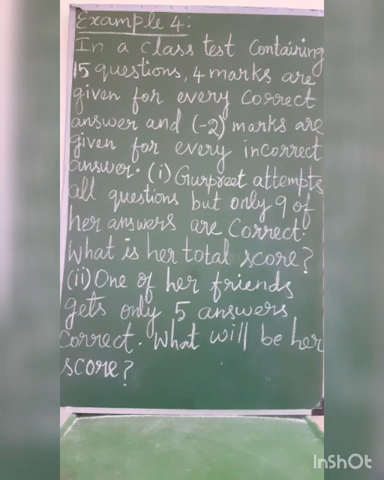 Example 4:
In a class test containing
15 questions, 4 marks are
given for every correct
answer and (-2) marks are
given for every incorrect
answer. (i) Gurpreet attempts
all questions but only 9 of
her answers are correct.
What is her total score?
(ii) One of her friends
gets only 5 answers
correct. What will be her
score?
InShOt